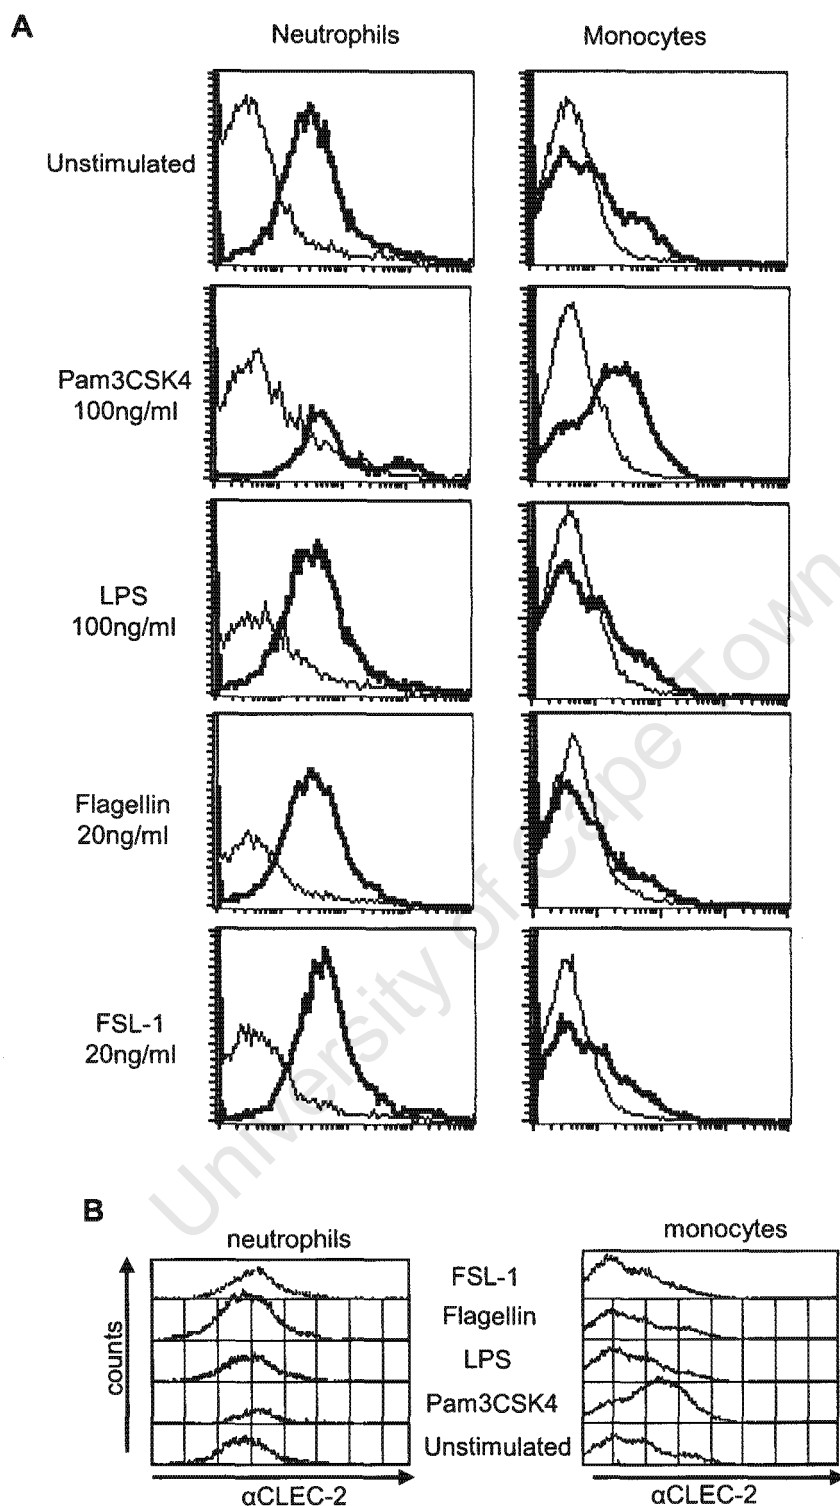 A
Neutrophils
Monocytes
Unstimulated
Pam3CSK4
100ng/ml
LPS
100ng/ml
Flagellin
20ng/ml
FSL-1
20ng/ml
University of Cape Town
B
neutrophils
monocytes
counts
FSL-1
Flagellin
LPS
Pam3CSK4
Unstimulated
αCLEC-2
αCLEC-2